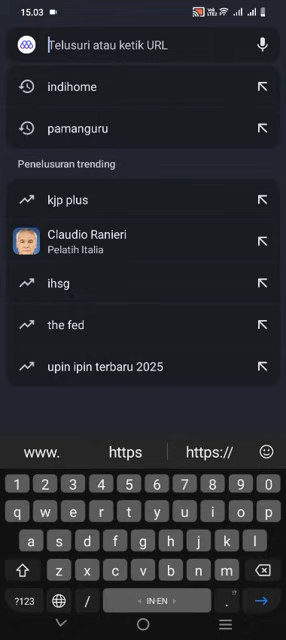 15.03
Telusuri atau ketik URL
indihome
pamanguru
Penelusuran trending
kjp plus
Claudio Ranieri
Pelatih Italia
ihsg
the fed
upin ipin terbaru 2025
www. https https://
1 2 3 4 5 6 7 8 9 0
q w e r t y u i o p
a s d f g h j k l
z x c v b n m
?123 / IN·EN .